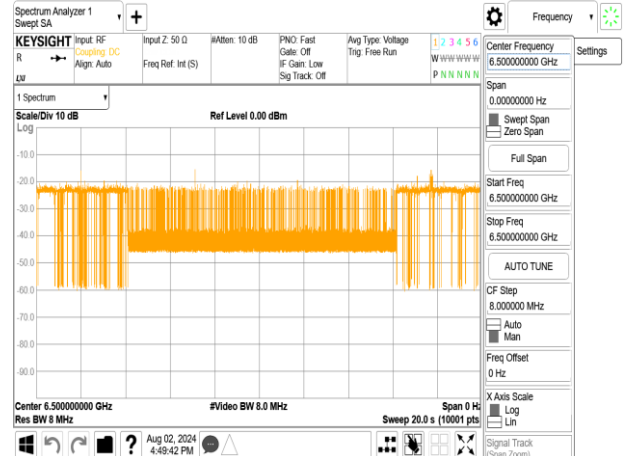 Spectrum Analyzer 1
Swept SA
Frequency
KEYSIGHT Input: RF Input Z: 50 Ω #Atten: 10 dB PNO: Fast Avg Type: Voltage 1 2 3 4 5 6
R Coupling: DC Gate: Off Trig: Free Run
Align: Auto Freq Ref: Int (S) IF Gain: Low W W W W W W
Sig Track: Off P N N N N N
LXI
1 Spectrum
Scale/Div 10 dB Ref Level 0.00 dBm
Log
-10.0
-20.0
-30.0
-40.0
-50.0
-60.0
-70.0
-80.0
-90.0
Center 6.500000000 GHz #Video BW 8.0 MHz Span 0 Hz
Res BW 8 MHz Sweep 20.0 s (10001 pts
Aug 02, 2024
4:49:42 PM
Center Frequency
6.500000000 GHz
Settings
Span
0.00000000 Hz
Swept Span
Zero Span
Full Span
Start Freq
6.500000000 GHz
Stop Freq
6.500000000 GHz
AUTO TUNE
CF Step
8.000000 MHz
Auto
Man
Freq Offset
0 Hz
X Axis Scale
Log
Lin
Signal Track
(Span Zoom)